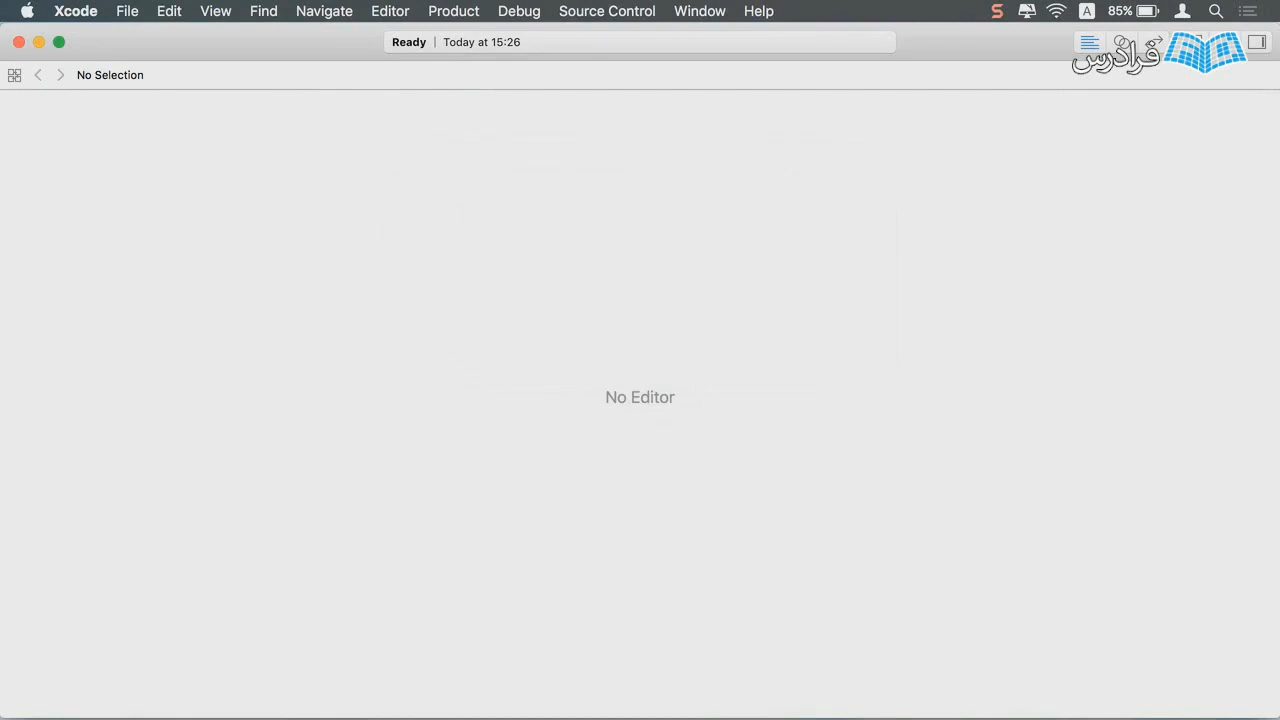 Xcode File Edit View Find Navigate Editor Product Debug Source Control Window Help S A 85%
Ready | Today at 15:26
فرادرس
No Selection
No Editor